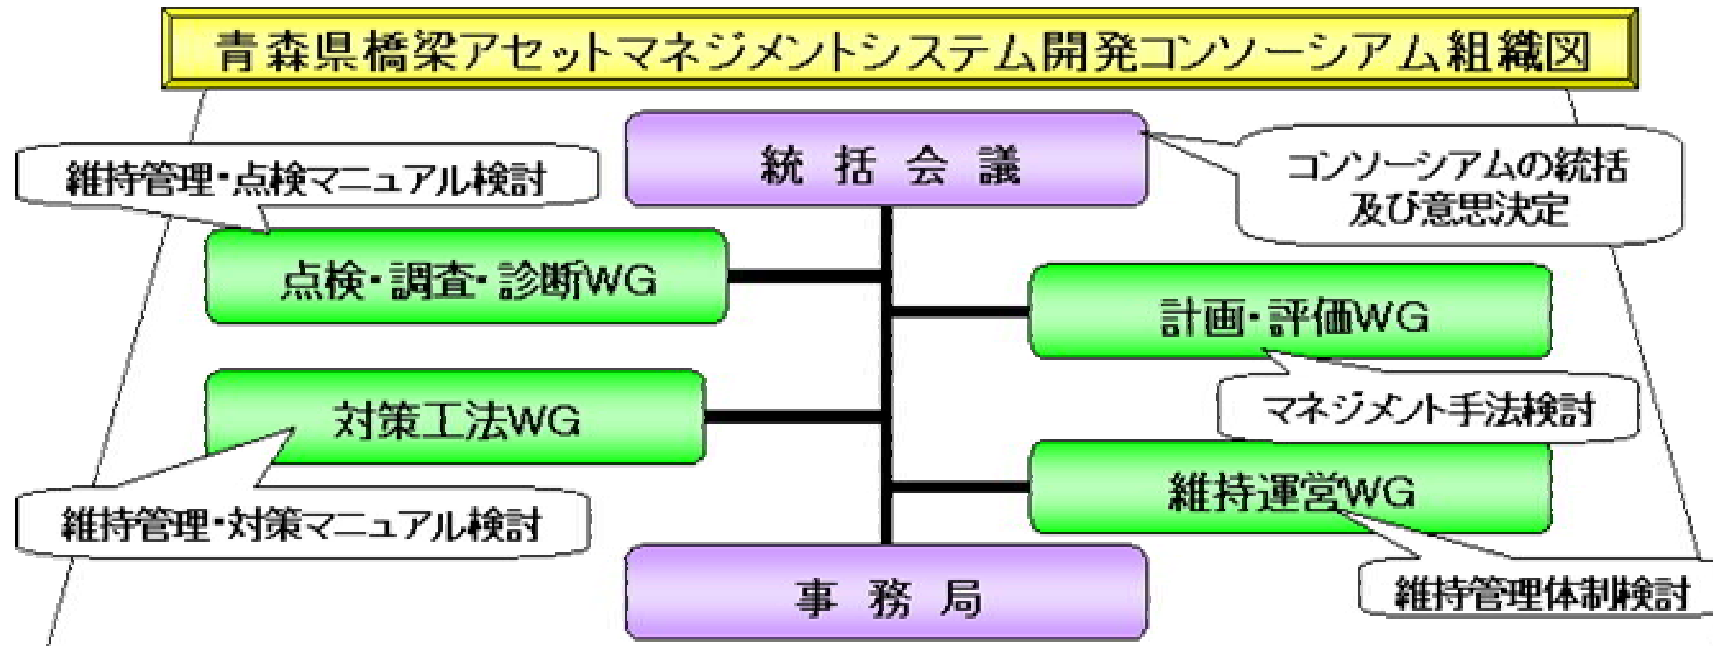 青森県橋梁アセットマネジメントシステム開発コンソーシアム組織図
統括会議
コンソーシアムの統括
及び意思決定
維持管理・点検マニュアル検討
点検・調査・診断WG
計画・評価WG
マネジメント手法検討
対策工法WG
維持管理・対策マニュアル検討
維持運営WG
維持管理体制検討
事務局